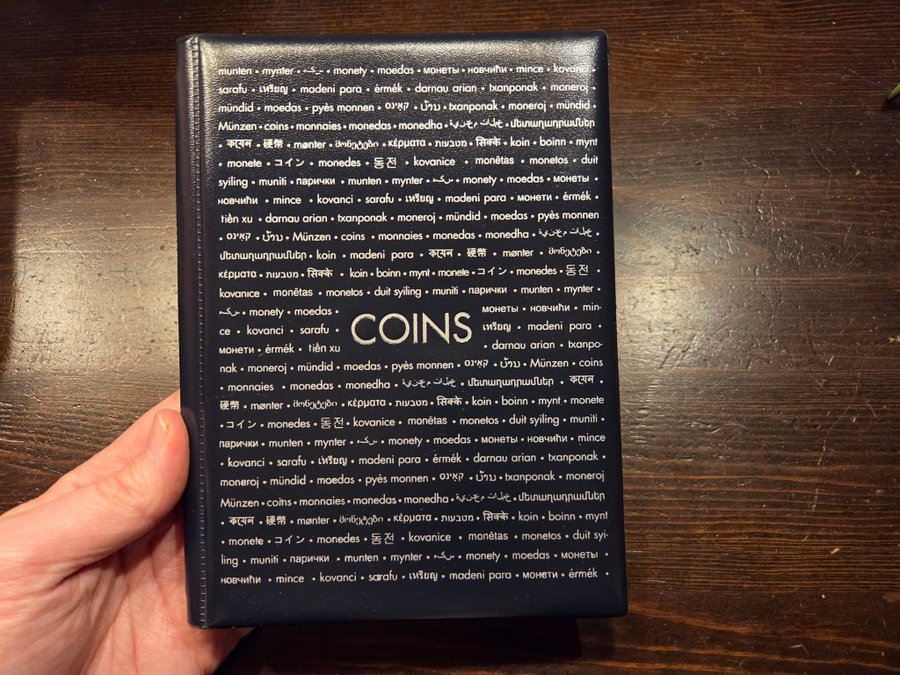 munten • mynter • سکه • monety • moedas • монеты • новчићи • mince • kovanci
sarafu • เหรียญ • madeni para • érmék • darnau arian • txanponak • moneroj •
mündid • moedas • pyès monnen • קאָינס • ບ້ຳ • txanponak • moneroj • mündid •
Münzen • coins • monnaies • monedas • monedha • عملات معدنية • մետաղադրամներ
• কয়েন • 硬幣 • mønter • მონეტები • κέρματα • מטבעות • सिक्के • koin • boinn • mynt
• monete • コイン • monedes • 동전 • kovanice • monētas • monetos • duit
syiling • muniti • парички • munten • mynter • سکه • monety • moedas • монеты
новчићи • mince • kovanci • sarafu • เหรียญ • madeni para • монети • érmék •
tiền xu • darnau arian • txanponak • moneroj • mündid • moedas • pyès monnen
• קאָינס • Münzen • coins • monnaies • monedas • monedha • عملات معدنية •
մետաղադրամներ • koin • madeni para • কয়েন • 硬幣 • mønter • მონეტები
κέρματα • מטבעות • सिक्के • koin • boinn • mynt • monete • コイン • monedes • 동전 •
kovanice • monētas • monetos • duit syiling • muniti • парички • munten • mynter
• سکه • monety • moedas • монеты • новчићи • min-
ce • kovanci • sarafu • เหรียญ • madeni para •
COINS
монети • érmék • tiền xu • darnau arian • txanpo-
nak • moneroj • mündid • moedas • pyès monnen • קאָינס • Münzen • coins
• monnaies • monedas • monedha • عملات معدنية • մետաղադրամներ • কয়েন •
硬幣 • mønter • მონეტები • κέρματα • מטבעות • सिक्के • koin • boinn • mynt • monete
• コイン • monedes • 동전 • kovanice • monētas • monetos • duit syiling • muniti •
парички • munten • mynter • سکه • monety • moedas • монеты • новчићи • mince
• kovanci • sarafu • เหรียญ • madeni para • érmék • darnau arian • txanponak •
moneroj • mündid • moedas • pyès monnen • קאָינס • txanponak • moneroj
Münzen • coins • monnaies • monedas • monedha • عملات معدنية • մետաղադրամներ
• কয়েন • 硬幣 • mønter • მონეტები • κέρματα • מטבעות • सिक्के • koin • boinn • mynt
• monete • コイン • monedes • 동전 • kovanice • monētas • monetos • duit syi-
ling • muniti • парички • munten • mynter • سکه • monety • moedas • монеты •
новчићи • mince • kovanci • sarafu • เหรียญ • madeni para • монети • érmék •